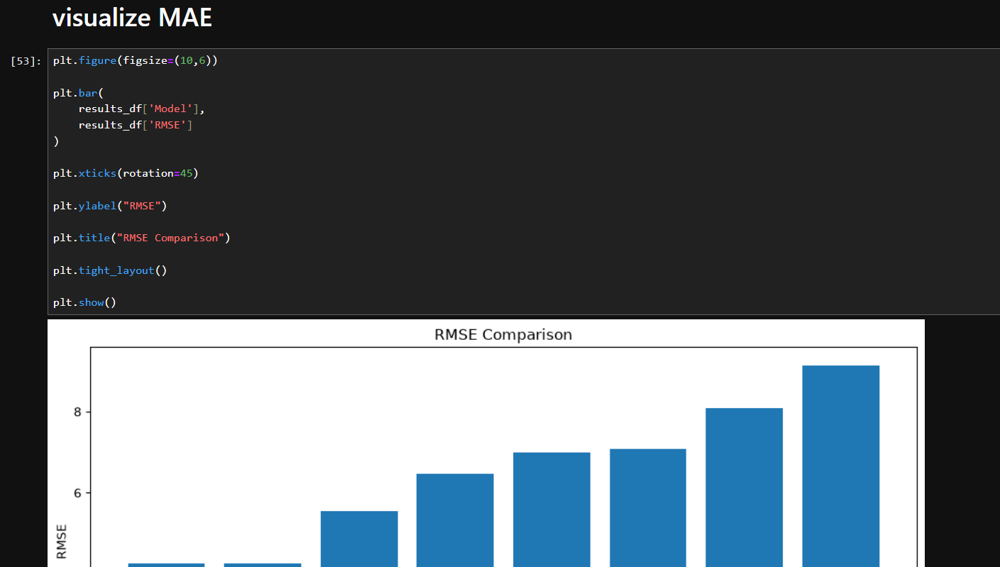 visualize MAE
[53]:
plt.figure(figsize=(10,6))
plt.bar(
    results_df['Model'],
    results_df['RMSE']
)
plt.xticks(rotation=45)
plt.ylabel("RMSE")
plt.title("RMSE Comparison")
plt.tight_layout()
plt.show()
RMSE Comparison
8
6
RMSE